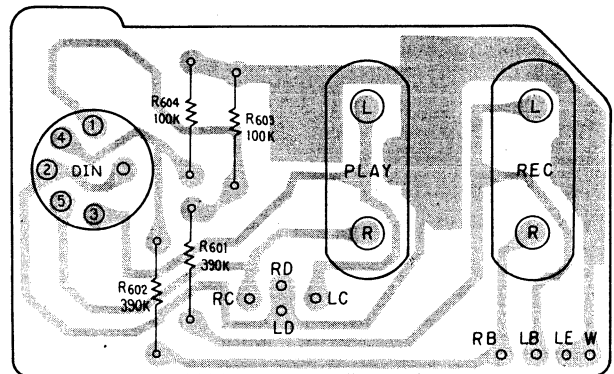 R604
100K
R603
100K
L
L
1
4
2
DIN
5
3
PLAY
REC
R
R
R601
390K
R602
390K
RD
RC
LC
LD
RB
LB
LE
W